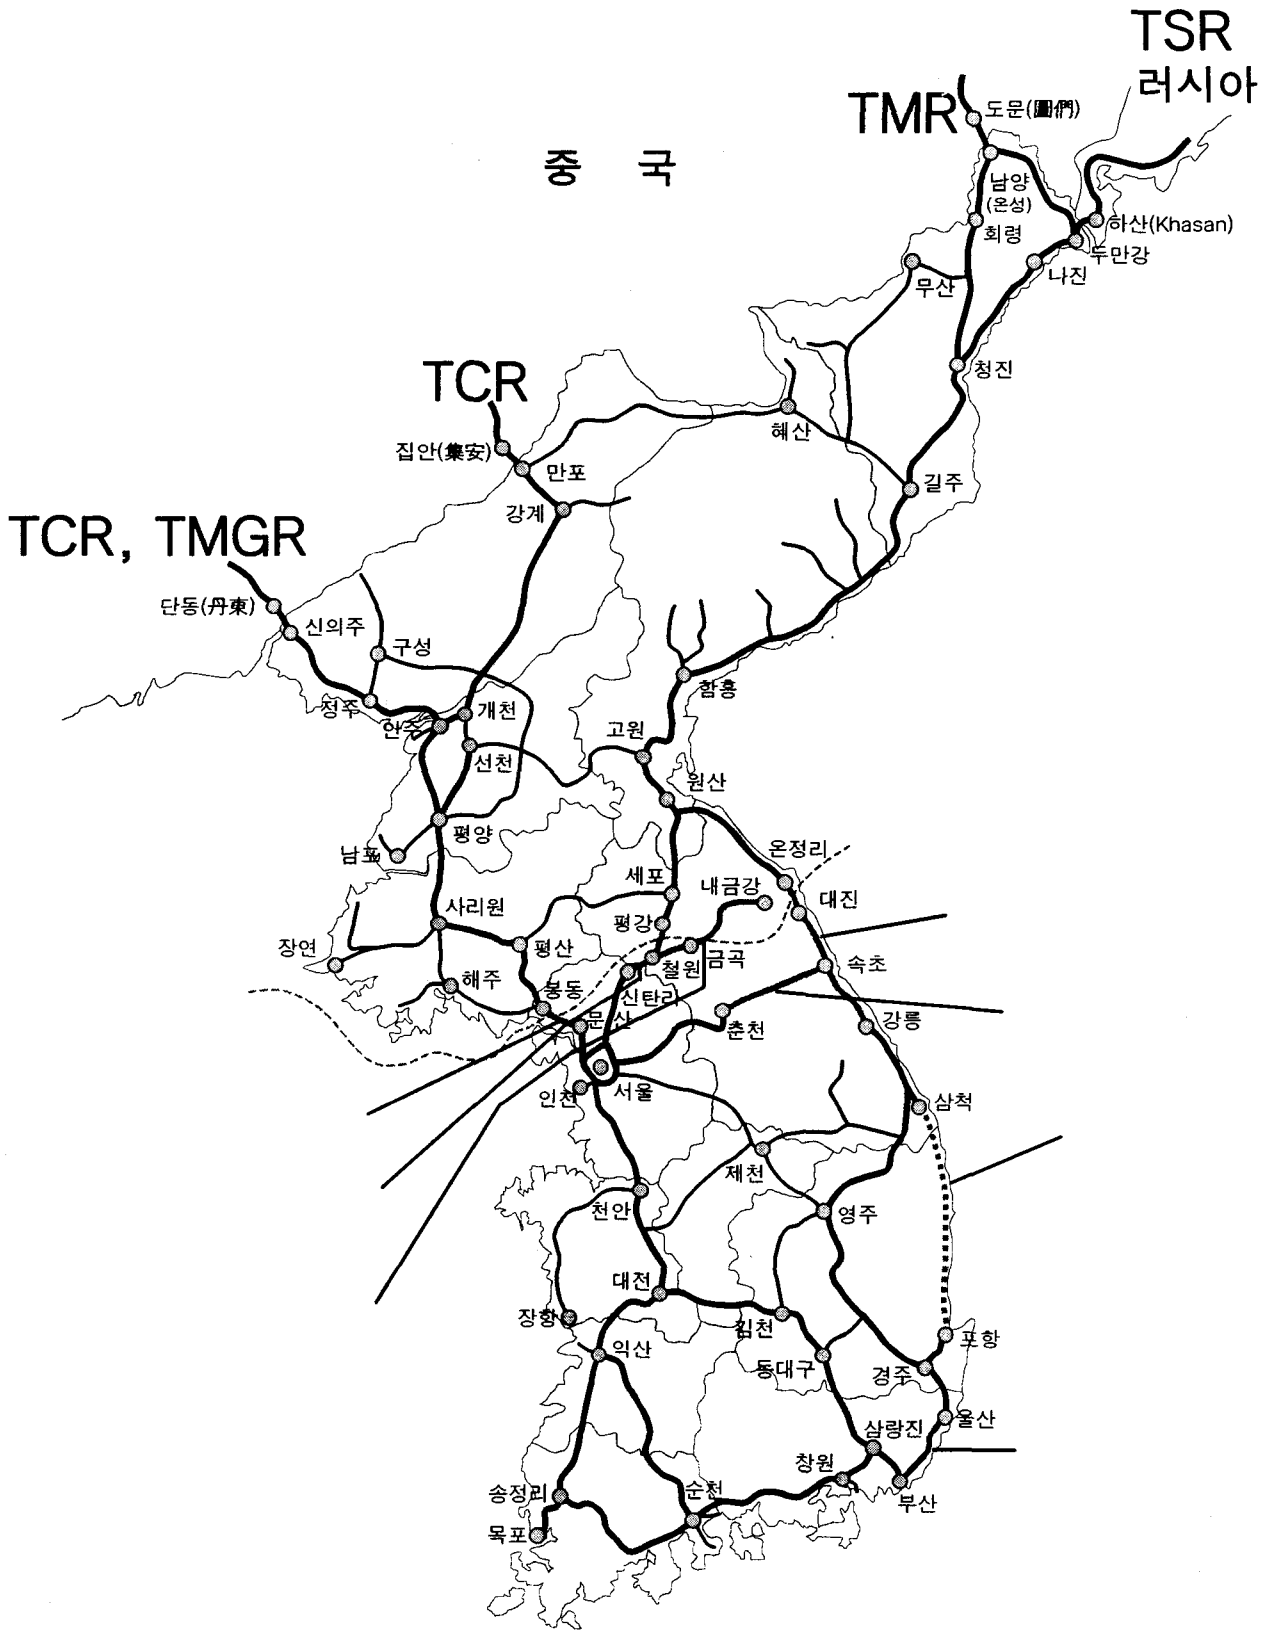 TSR
러시아
TMR
도문(圖們)
중 국
남양
(온성)
하산(Khasan)
회령
두만강
나진
무산
TCR
청진
혜산
집안(集安)
만포
길주
강계
TCR, TMGR
단동(丹東)
신의주
구성
함흥
정주
개천
안주
고원
선천
원산
평양
온정리
남포
세포
내금강
대진
사리원
평강
장연
평산
금곡
철원
속초
해주
봉동
신탄리
문산
춘천
강릉
인천
서울
삼척
제천
천안
영주
대전
장항
김천
포항
익산
동대구
경주
울산
삼랑진
창원
송정리
순천
부산
목포